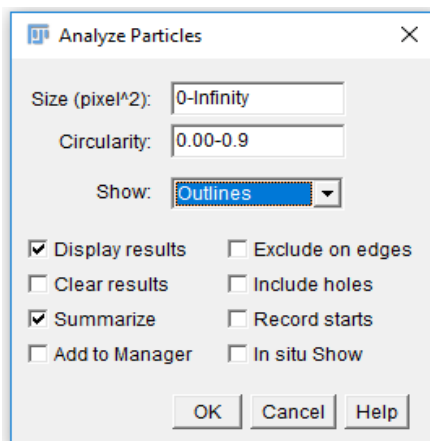 Analyze Particles
Size (pixel^2): 0-Infinity
Circularity: 0.00-0.9
Show: Outlines
Display results Exclude on edges
Clear results Include holes
Summarize Record starts
Add to Manager In situ Show
OK Cancel Help